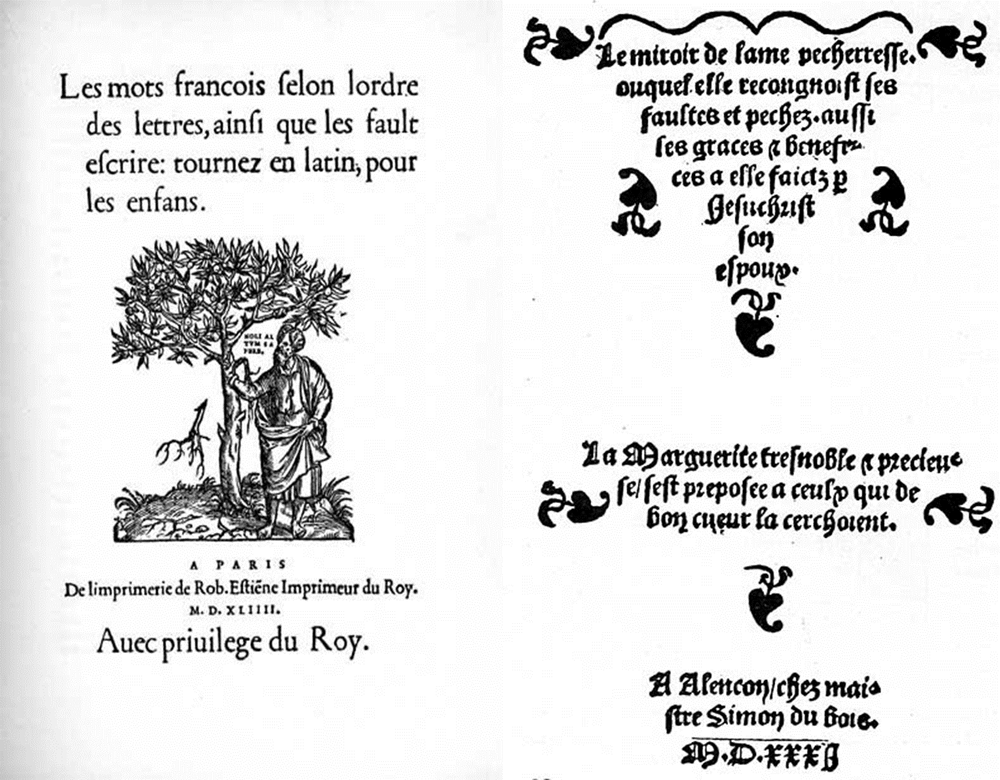 Les mots francois ſelon lordre
des lettres, ainſi que les fault
eſcrire: tournez en latin, pour
les enfans.
NOLI AL
TVM SA
PERE.
A PARIS
De limprimerie de Rob. Eſtiēne Imprimeur du Roy.
M. D. XLIIII.
Auec priuilege du Roy.
Le miroir de lame pechereſſe.
ouquel elle recongnoiſt ſes
faultes et pechez. auſſi
ſes graces ⁊ benefi-
ces a elle faictz ꝑ
Jeſuchriſt
ſon
eſpoux.
La Marguerite treſnoble ⁊ precieu-
ſe/ ſeſt prepoſee a ceulx qui de
bon cueur la cerchoient.
A Alencon/ chez mai-
ſtre Simon du bois.
M.D.xxxj